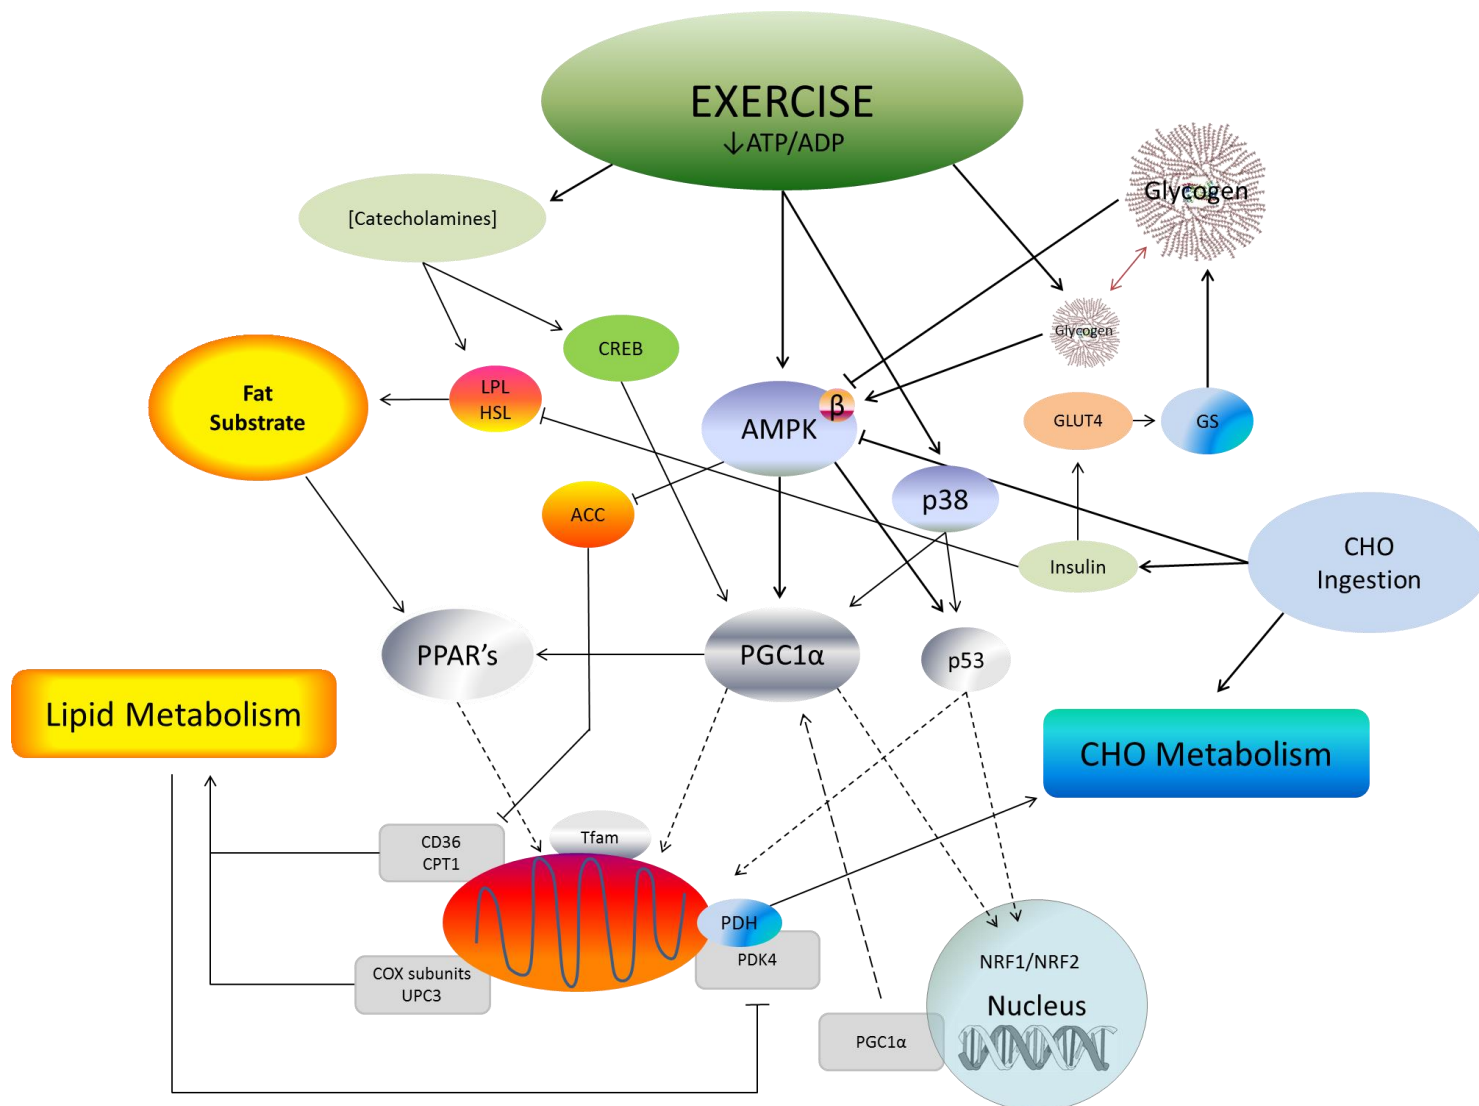 EXERCISE
↓ATP/ADP
[Catecholamines]
Glycogen
Glycogen
CREB
LPL
HSL
Fat
Substrate
β
AMPK
GLUT4
GS
p38
ACC
Insulin
CHO
Ingestion
PPAR's
PGC1α
p53
Lipid Metabolism
CHO Metabolism
Tfam
CD36
CPT1
PDH
PDK4
COX subunits
UPC3
NRF1/NRF2
Nucleus
PGC1α